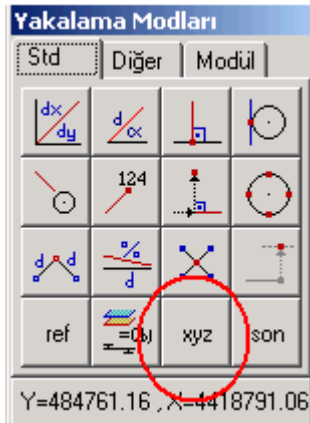 Yakalama Modları
Std Diğer Modül
dx/dy d/α
124
d d % d
ref =0 xyz son
Y=484761.16 , X=4418791.06